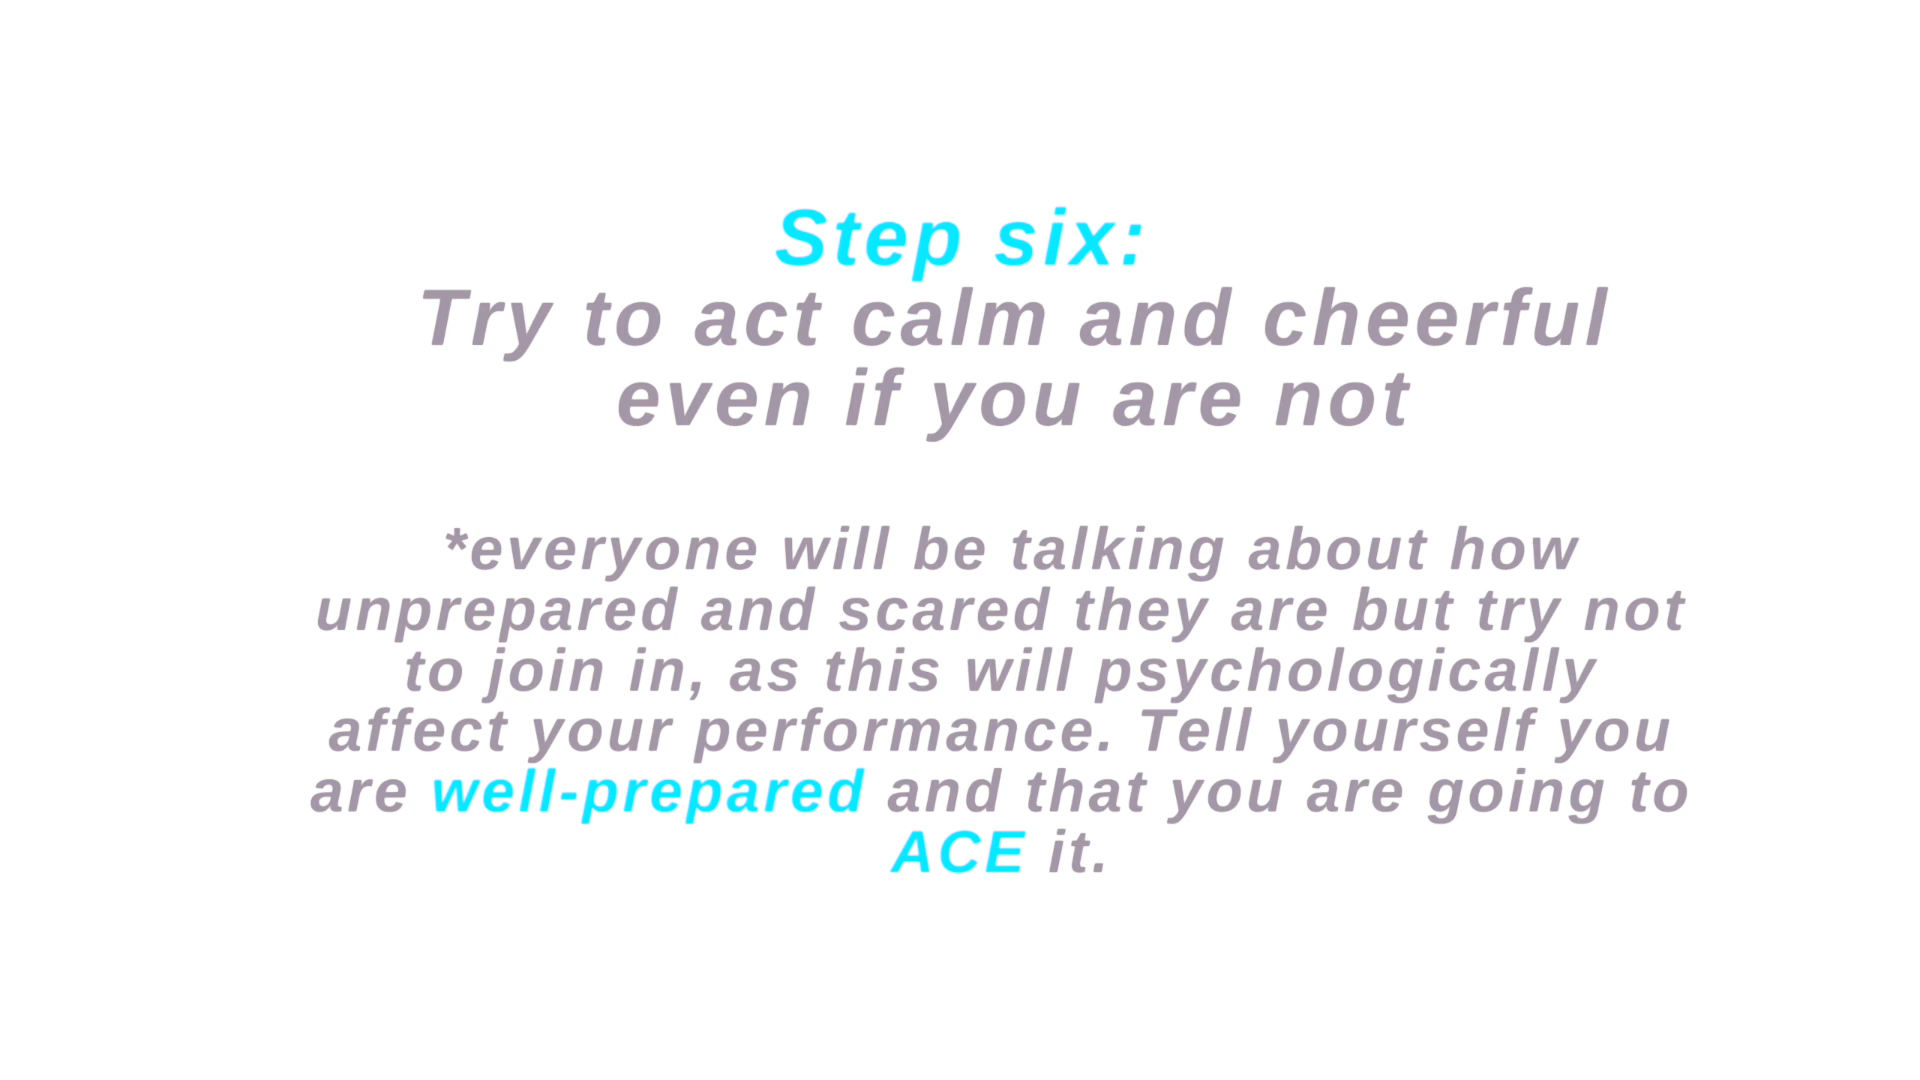 Step six:
Try to act calm and cheerful
even if you are not
*everyone will be talking about how
unprepared and scared they are but try not
to join in, as this will psychologically
affect your performance. Tell yourself you
are well-prepared and that you are going to
ACE it.